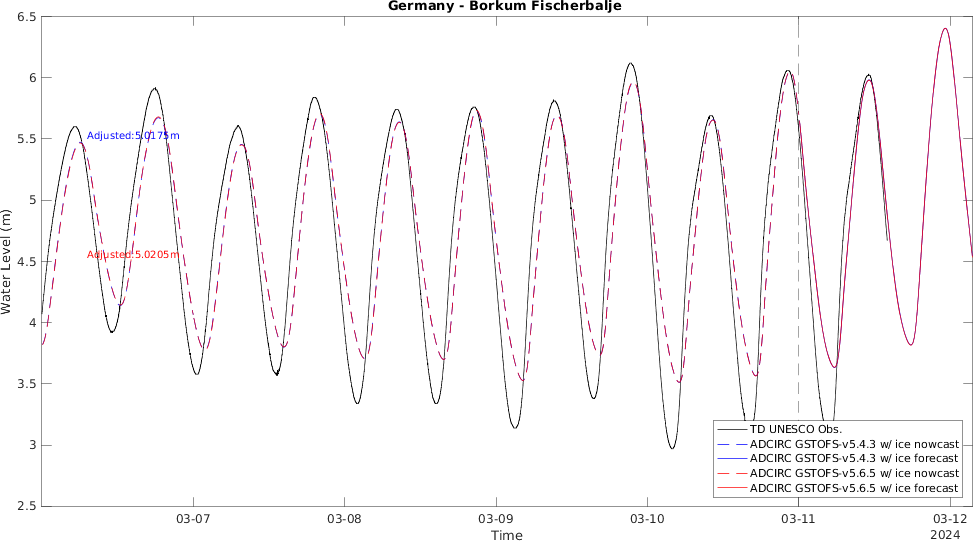 Germany - Borkum Fischerbalje
6.5
6
5.5
5
4.5
4
3.5
3
2.5
Water Level (m)
Adjusted:5.0175m
Adjusted:5.0205m
TD UNESCO Obs.
ADCIRC GSTOFS-v5.4.3 w/ ice nowcast
ADCIRC GSTOFS-v5.4.3 w/ ice forecast
ADCIRC GSTOFS-v5.6.5 w/ ice nowcast
ADCIRC GSTOFS-v5.6.5 w/ ice forecast
03-07 03-08 03-09 03-10 03-11 03-12
2024
Time